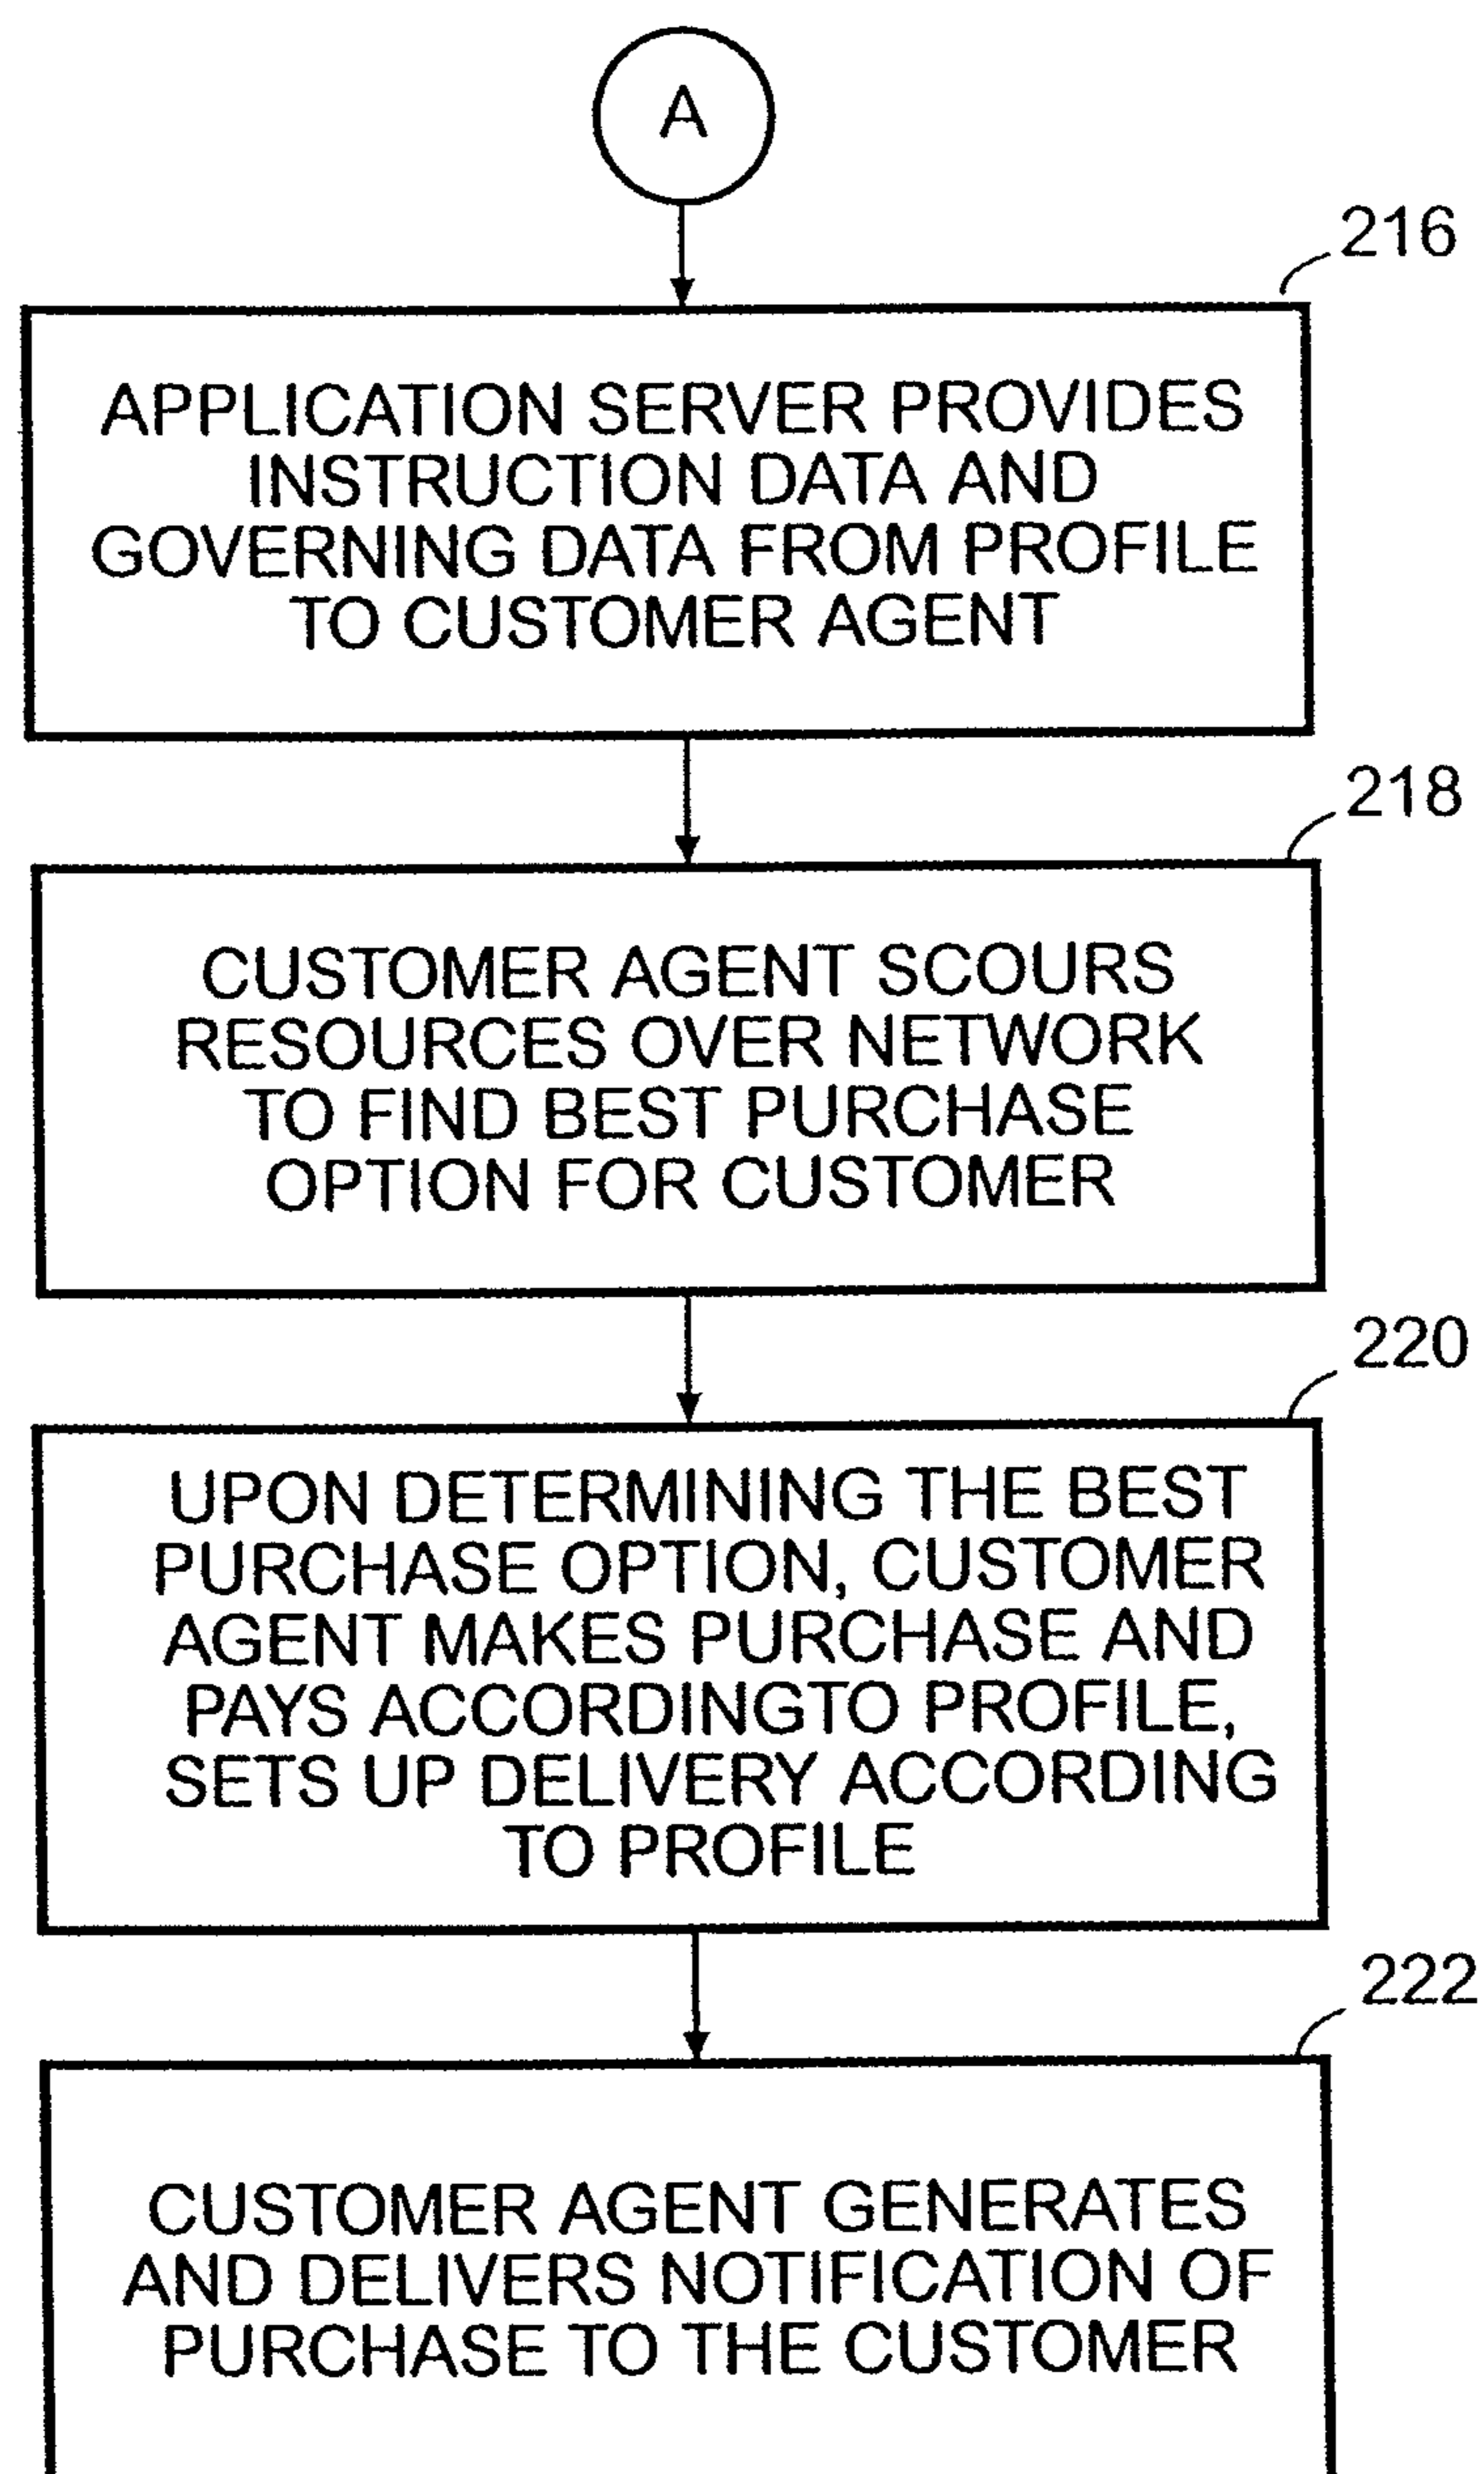 A
216
APPLICATION SERVER PROVIDES
INSTRUCTION DATA AND
GOVERNING DATA FROM PROFILE
TO CUSTOMER AGENT
218
CUSTOMER AGENT SCOURS
RESOURCES OVER NETWORK
TO FIND BEST PURCHASE
OPTION FOR CUSTOMER
220
UPON DETERMINING THE BEST
PURCHASE OPTION, CUSTOMER
AGENT MAKES PURCHASE AND
PAYS ACCORDINGTO PROFILE,
SETS UP DELIVERY ACCORDING
TO PROFILE
222
CUSTOMER AGENT GENERATES
AND DELIVERS NOTIFICATION OF
PURCHASE TO THE CUSTOMER